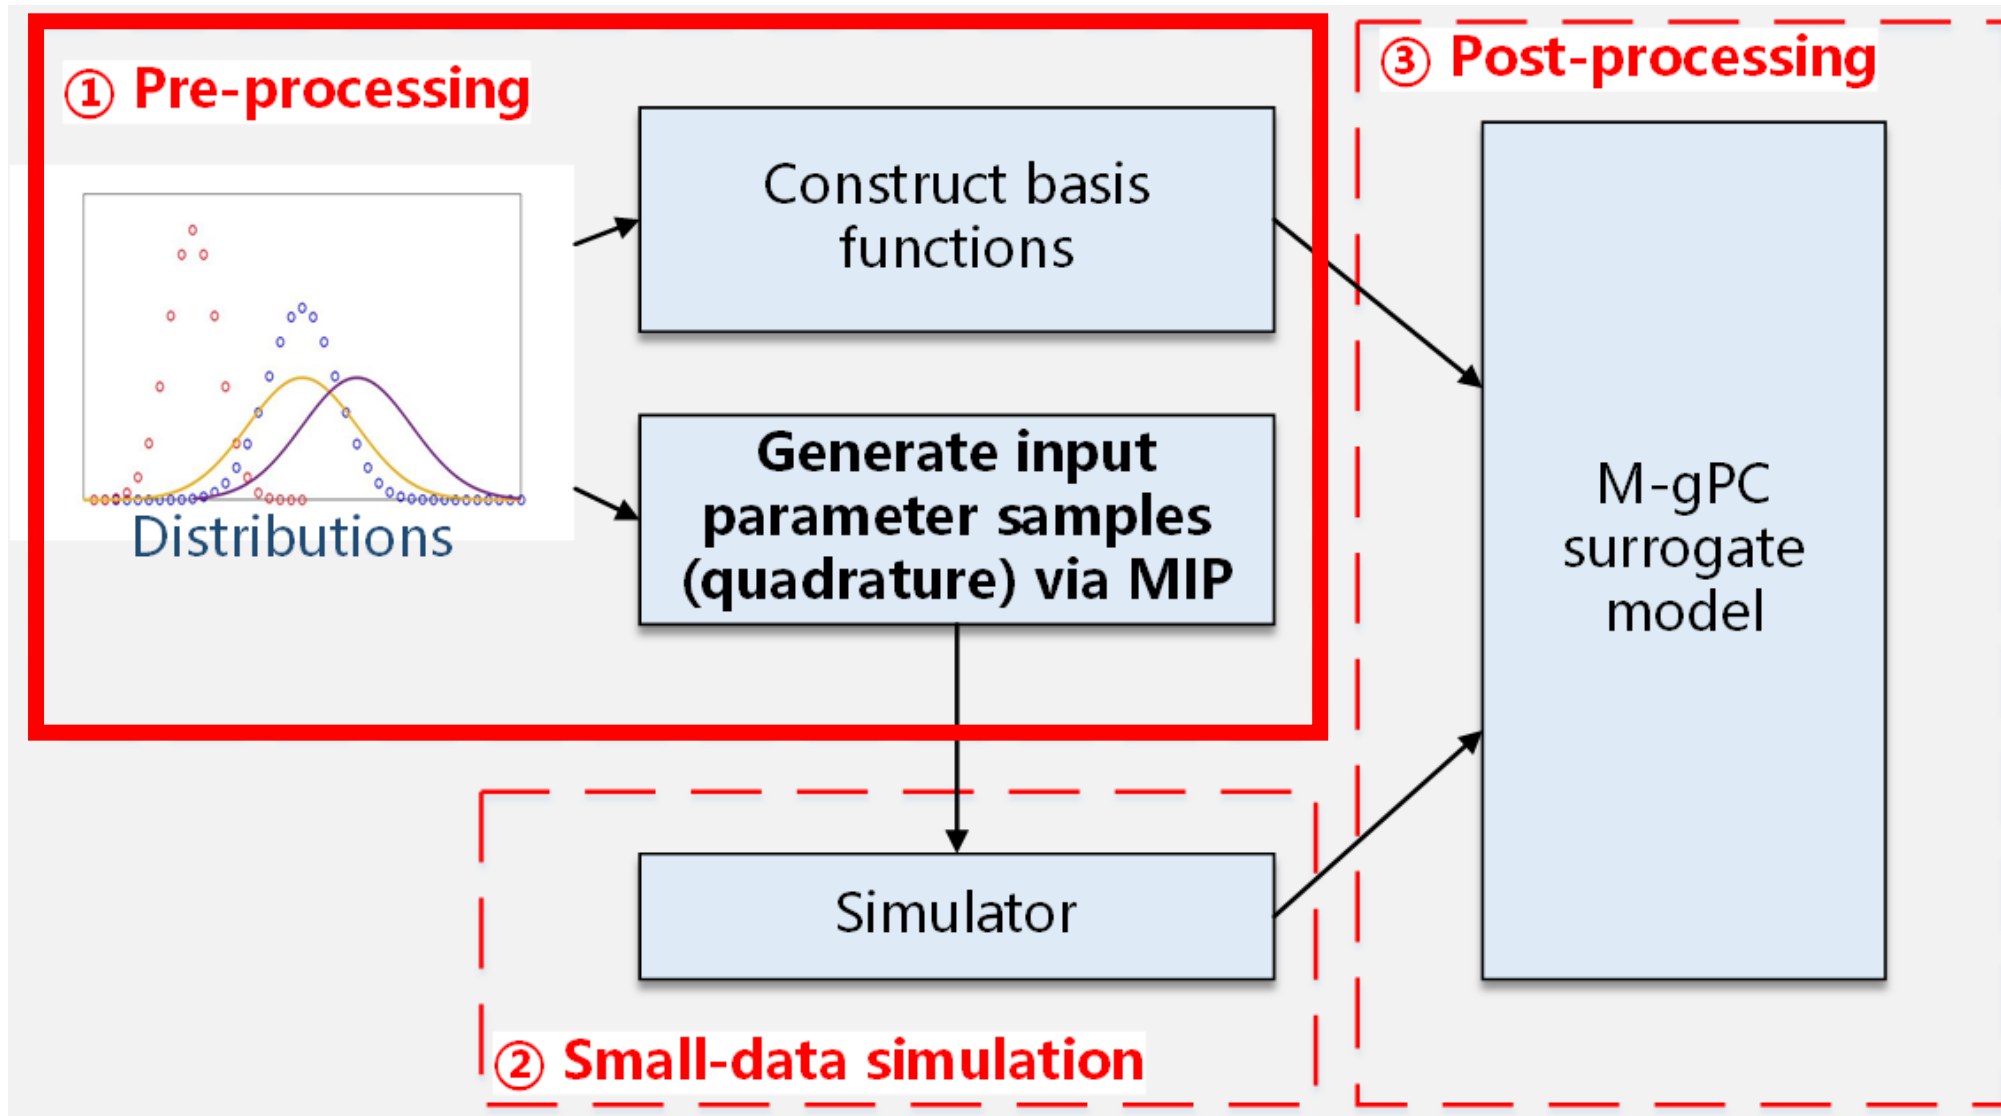 ① Pre-processing
Construct basis
functions
Distributions
Generate input
parameter samples
(quadrature) via MIP
Simulator
② Small-data simulation
③ Post-processing
M-gPC
surrogate
model